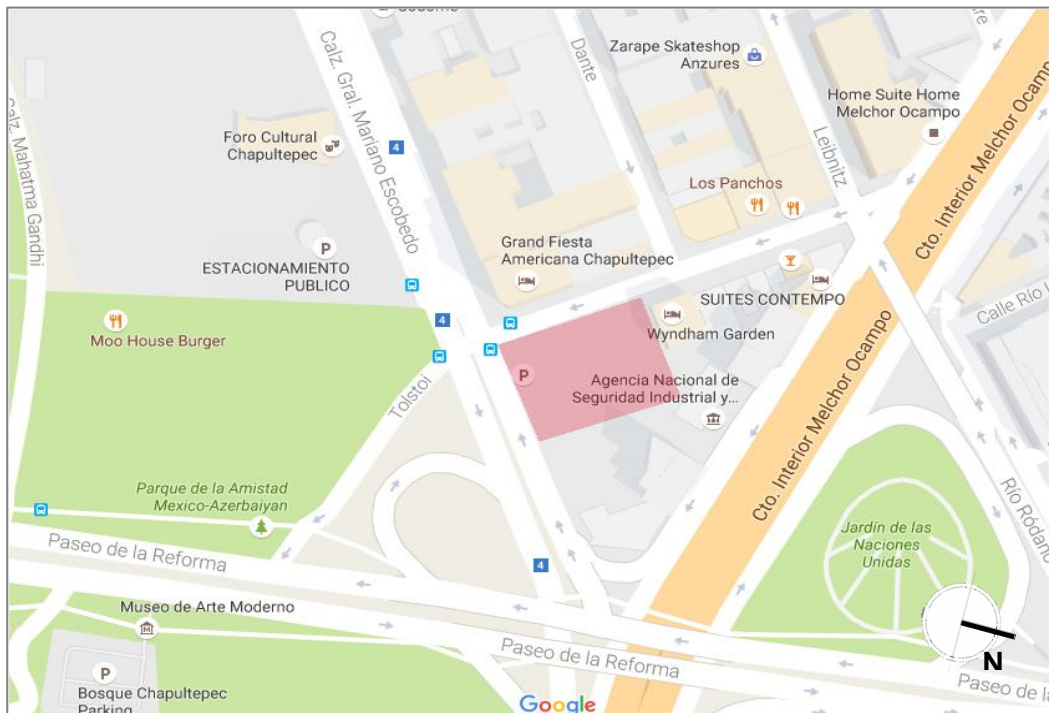 Calz. Gral. Mariano Escobedo
Dante
Zarape Skateshop
Anzures
Home Suite Home
Melchor Ocampo
Leibnitz
Cto. Interior Melchor Ocampo
Calz. Mahatma Gandhi
Foro Cultural
Chapultepec
4
Los Panchos
P
ESTACIONAMIENTO
PUBLICO
Grand Fiesta
Americana Chapultepec
SUITES CONTEMPO
Calle Río
4
Moo House Burger
Wyndham Garden
P
Tolstoi
Agencia Nacional de
Seguridad Industrial y...
Cto. Interior Melchor Ocampo
Río Ródano
Parque de la Amistad
Mexico-Azerbaiyan
Jardín de las
Naciones
Unidas
Paseo de la Reforma
4
Museo de Arte Moderno
M
N
Paseo de la Reforma
P
Bosque Chapultepec
Parking
Google
Paseo de la